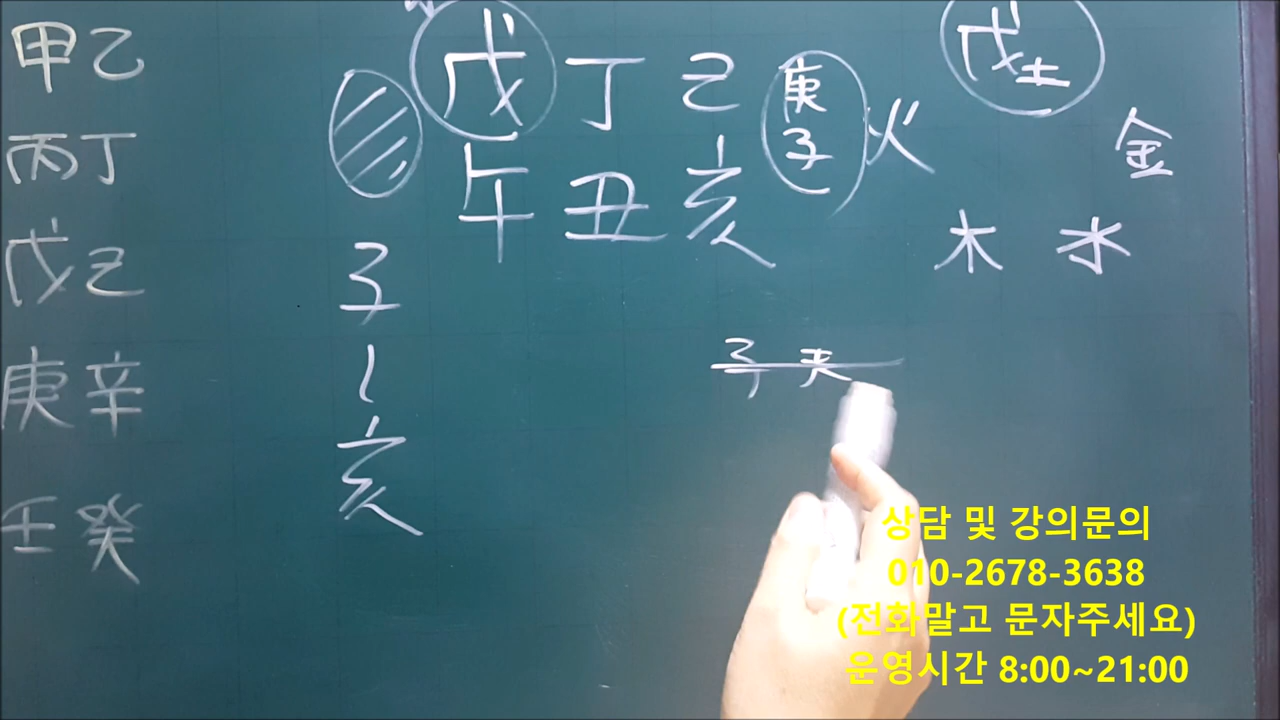 甲乙
丙丁
戊己
庚辛
壬癸
戊丁己庚
午丑亥子
子
~
亥
火
戊土
金
木 水
子 夫
상담 및 강의문의
010-2678-3638
(전화말고 문자주세요)
운영시간 8:00~21:00